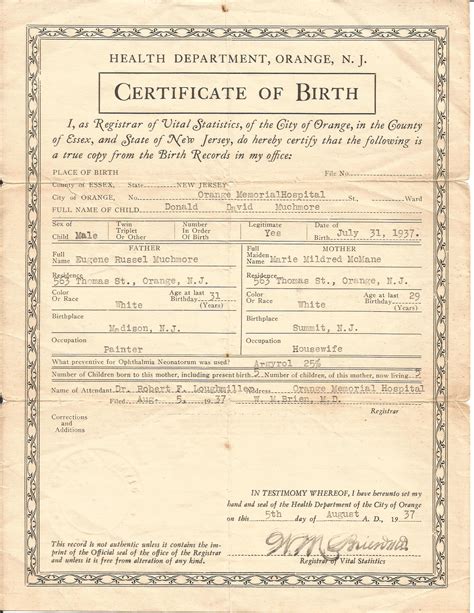 HEALTH DEPARTMENT, ORANGE, N. J.
CERTIFICATE OF BIRTH
I, as Registrar of Vital Statistics, of the City of Orange, in the County
of Essex, and State of New Jersey, do hereby certify that the following is
a true copy from the Birth Records in my office:
PLACE OF BIRTH File No.
County of ESSEX, State NEW JERSEY
City of ORANGE, No. Orange MemorialHospital St., Ward
FULL NAME OF CHILD Donald David Muchmore
Sex of Child Male Twin Triplet Or Other Number In Order Of Birth Legitimate Yes Date of Birth July 31, 1937.
FATHER MOTHER
Full Name Eugene Russel Muchmore Full Maiden Name Marie Mildred McMane
Residence 563 Thomas St., Orange, N.J. Residence 563 Thomas St., Orange, N.J.
Color Or Race White Age at last Birthday 31 (Years) Color Or Race White Age at last Birthday 29 (Years)
Birthplace Madison, N.J. Birthplace Summit, N.J.
Occupation Painter Occupation Housewife
What preventive for Ophthalmia Neonatorum was used? Argyrol 25%
Number of Children born to this mother, including present birth 5 Number of children, of this mother, now living 5
Name of Attendant Dr. Robert F. Loughmiller Address Orange Memorial Hospital
Filed Aug. 5, 1937 W. M. Brien, M.D.
Registrar
Corrections and Additions
IN TESTIMONY WHEREOF, I have hereunto set my
hand and seal of the Health Department of the City of Orange
on this 5th day of August A. D., 1937
This record is not authentic unless it contains the im-
print of the Official seal of the office of the Registrar
and unless it is free from alteration of any kind.
Registrar of Vital Statistics